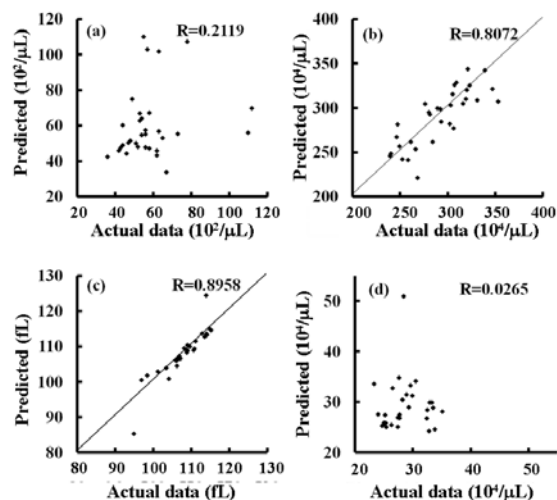 (a)
R=0.2119
Predicted (10²/µL)
120
100
80
60
40
20
20 40 60 80 100 120
Actual data (10²/µL)
(b)
R=0.8072
Predicted (10⁴/µL)
400
350
300
250
200
200 250 300 350 400
Actual data (10⁴/µL)
(c)
R=0.8958
Predicted (fL)
130
120
110
100
90
80
80 90 100 110 120 130
Actual data (fL)
(d)
R=0.0265
Predicted (10⁴/µL)
50
40
30
20
20 30 40 50
Actual data (10⁴/µL)